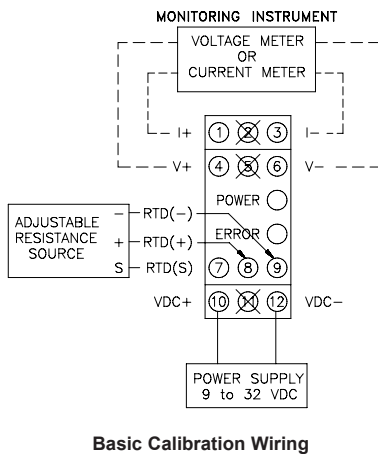 MONITORING INSTRUMENT
VOLTAGE METER
OR
CURRENT METER
I+ 1 2 3 I-
V+ 4 5 6 V-
POWER
ERROR
ADJUSTABLE
RESISTANCE
SOURCE
- RTD(-)
+ RTD(+)
S RTD(S) 7 8 9
VDC+ 10 11 12 VDC-
POWER SUPPLY
9 to 32 VDC
Basic Calibration Wiring